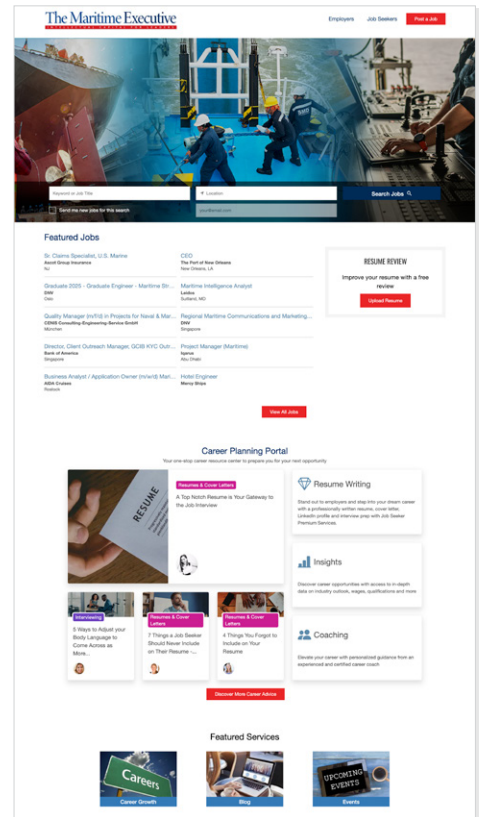 The Maritime Executive
INTELLECTUAL CAPITAL FOR LEADERS
Employers
Job Seekers
Post a Job
Keyword or Job Title
Location
Search Jobs
Send me new jobs for this search
your@email.com
Featured Jobs
Sr. Claims Specialist, U.S. Marine
Ascot Group Insurance
NJ
CEO
The Port of New Orleans
New Orleans, LA
Graduate 2025 - Graduate Engineer - Maritime Str...
DNV
Oslo
Maritime Intelligence Analyst
Leidos
Suitland, MD
Quality Manager (m/f/d) in Projects for Naval & Mar...
CENIS Consulting Engineering-Service GmbH
München
Regional Maritime Communications and Marketing...
DNV
Singapore
Director, Client Outreach Manager, GCIB KYC Outr...
Bank of America
Singapore
Project Manager (Maritime)
Abu Dhabi
Business Analyst / Application Owner (m/w/d) Mari...
AIDA Cruises
Rostock
Hotel Engineer
Mercy Ships
RESUME REVIEW
Improve your resume with a free
review
Upload Resume
View All Jobs
Career Planning Portal
Your one-stop career resource center to prepare you for your next opportunity
RESUME
Resumes & Cover Letters
A Top Notch Resume is Your Gateway to
the Job Interview
Resume Writing
Stand out to employers and step into your dream career
with a professionally written resume, cover letter,
LinkedIn profile and interview prep with Job Seeker
Premium Services.
Insights
Discover career opportunities with access to in-depth
data on industry outlook, wages, qualifications and more
Coaching
Elevate your career with personalized guidance from an
experienced and certified career coach
Interviewing
5 Ways to Adjust your
Body Language to
Come Across as
More...
Resumes & Cover
Letters
7 Things a Job Seeker
Should Never Include
on Their Resume -...
Resumes & Cover
Letters
4 Things You Forgot to
Include on Your
Resume
Discover More Career Advice
Featured Services
Careers
Career Growth
Blog
UPCOMING
EVENTS
Events